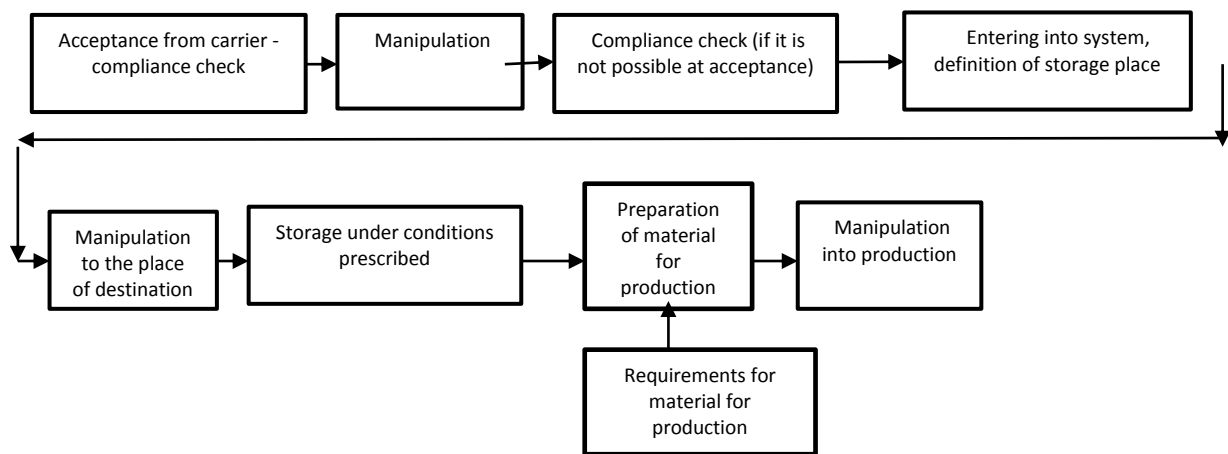 Acceptance from carrier -
compliance check
Manipulation
Compliance check (if it is
not possible at acceptance)
Entering into system,
definition of storage place
Manipulation
to the place
of destination
Storage under conditions
prescribed
Preparation
of material
for
production
Manipulation
into production
Requirements for
material for
production